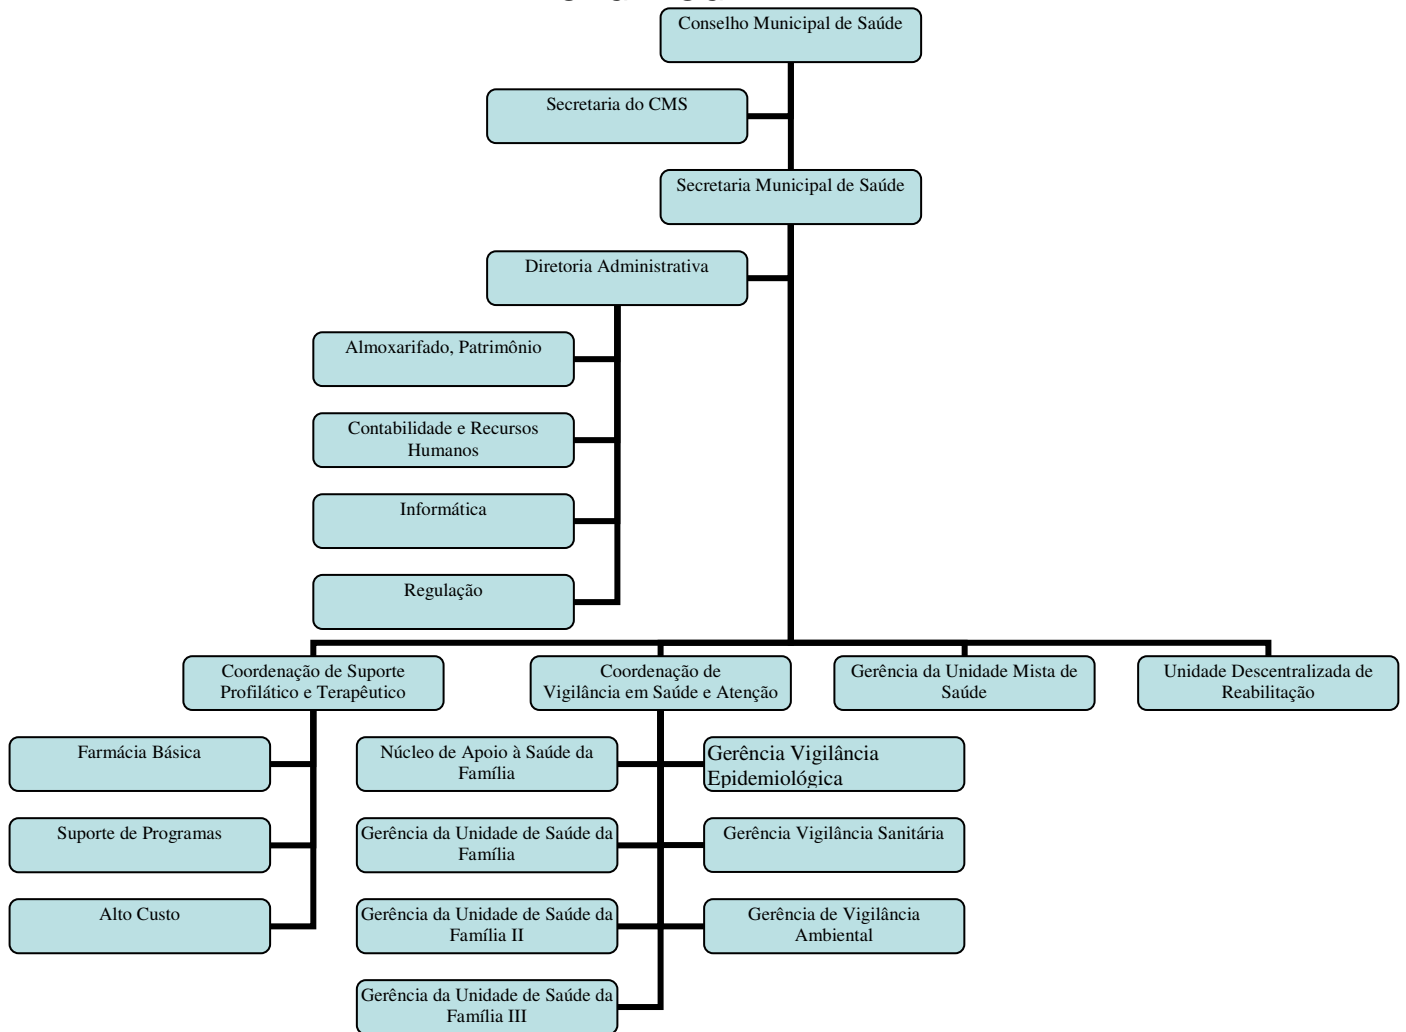 Conselho Municipal de Saúde
Secretaria do CMS
Secretaria Municipal de Saúde
Diretoria Administrativa
Almoxarifado, Patrimônio
Contabilidade e Recursos
Humanos
Informática
Regulação
Coordenação de Suporte
Profilático e Terapêutico
Coordenação de
Vigilância em Saúde e Atenção
Gerência da Unidade Mista de
Saúde
Unidade Descentralizada de
Reabilitação
Farmácia Básica
Núcleo de Apoio à Saúde da
Família
Gerência Vigilância
Epidemiológica
Suporte de Programas
Gerência da Unidade de Saúde da
Família
Gerência Vigilância Sanitária
Alto Custo
Gerência da Unidade de Saúde da
Família II
Gerência de Vigilância
Ambiental
Gerência da Unidade de Saúde da
Família III